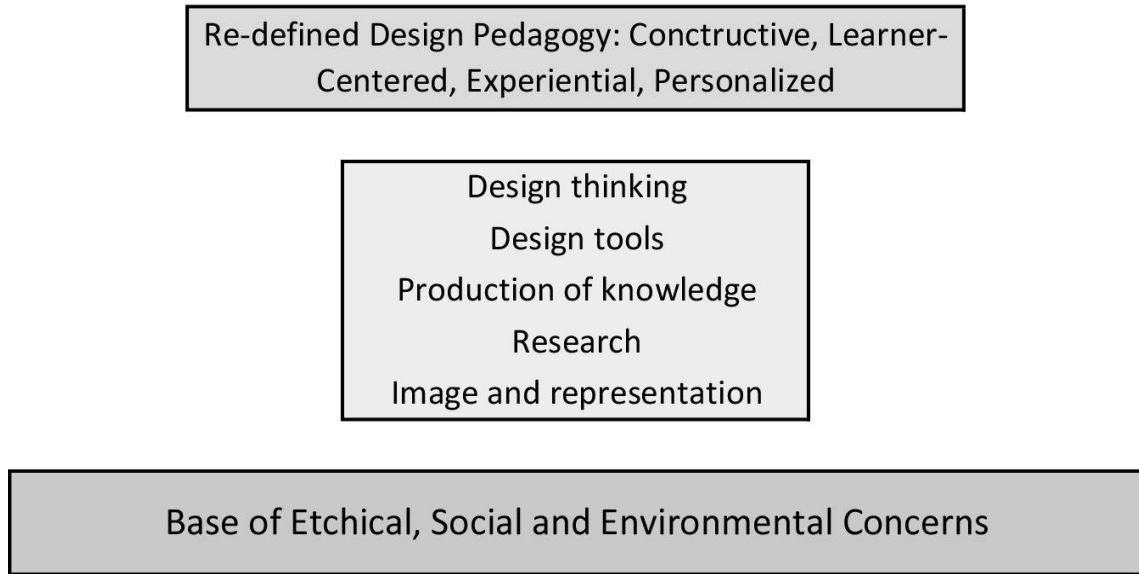 Re-defined Design Pedagogy: Conctructive, Learner-
Centered, Experiential, Personalized
Design thinking
Design tools
Production of knowledge
Research
Image and representation
Base of Etchical, Social and Environmental Concerns